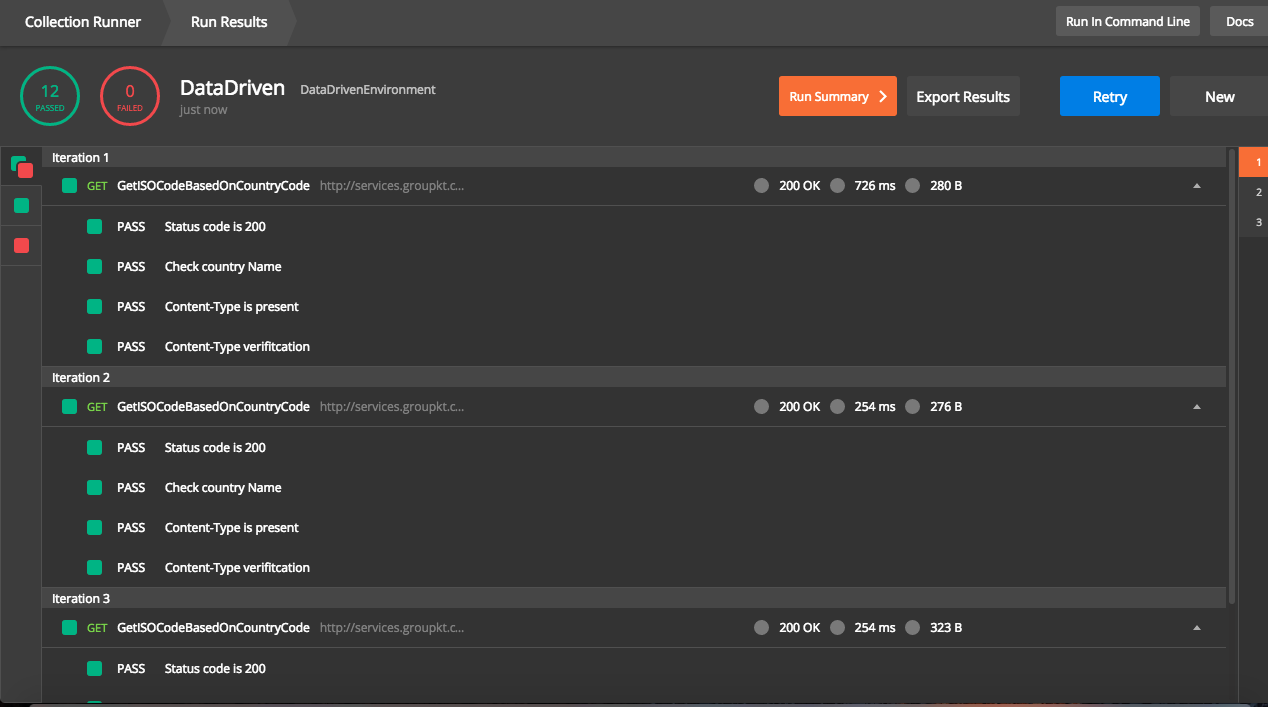 Collection Runner Run Results Run In Command Line Docs
12 PASSED 0 FAILED DataDriven DataDrivenEnvironment Run Summary Export Results Retry New
just now
Iteration 1 1
GET GetISOCodeBasedOnCountryCode http://services.groupkt.c... 200 OK 726 ms 280 B 2
PASS Status code is 200 3
PASS Check country Name
PASS Content-Type is present
PASS Content-Type verifitcation
Iteration 2
GET GetISOCodeBasedOnCountryCode http://services.groupkt.c... 200 OK 254 ms 276 B
PASS Status code is 200
PASS Check country Name
PASS Content-Type is present
PASS Content-Type verifitcation
Iteration 3
GET GetISOCodeBasedOnCountryCode http://services.groupkt.c... 200 OK 254 ms 323 B
PASS Status code is 200